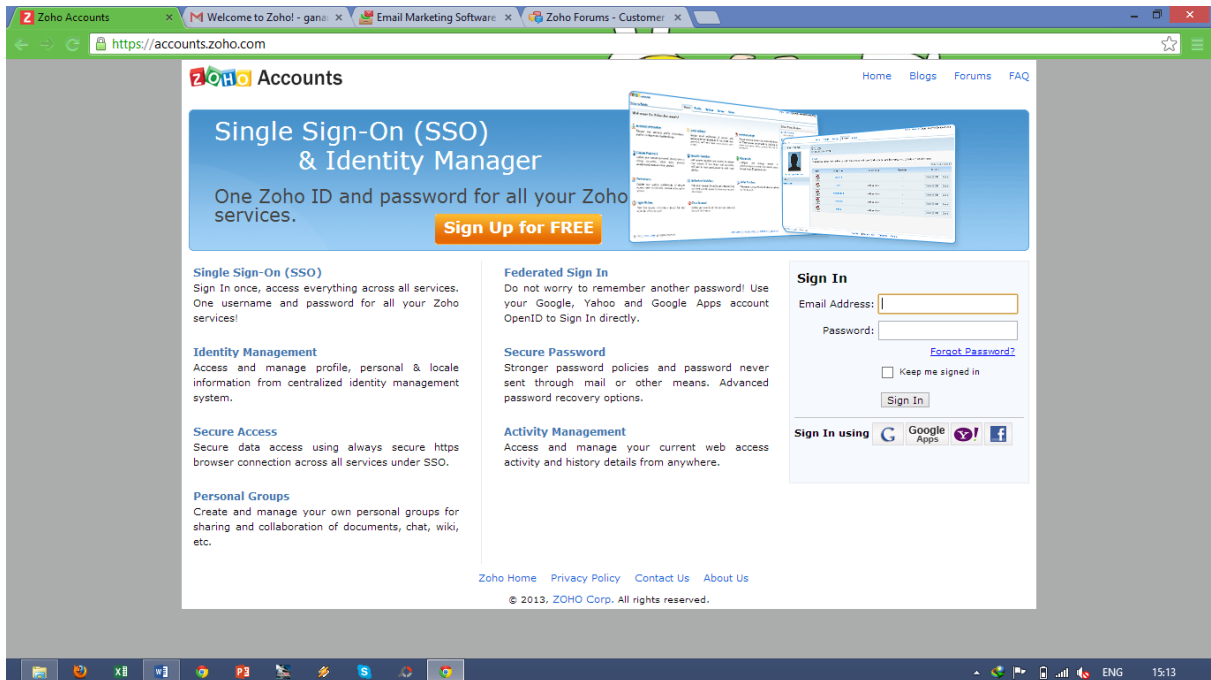 Zoho Accounts
Welcome to Zoho! - gana
Email Marketing Software
Zoho Forums - Customer
https://accounts.zoho.com
ZOHO Accounts
Home Blogs Forums FAQ
Single Sign-On (SSO)
& Identity Manager
One Zoho ID and password for all your Zoho
services.
Sign Up for FREE
Single Sign-On (SSO)
Sign In once, access everything across all services.
One username and password for all your Zoho
services!
Identity Management
Access and manage profile, personal & locale
information from centralized identity management
system.
Secure Access
Secure data access using always secure https
browser connection across all services under SSO.
Personal Groups
Create and manage your own personal groups for
sharing and collaboration of documents, chat, wiki,
etc.
Federated Sign In
Do not worry to remember another password! Use
your Google, Yahoo and Google Apps account
OpenID to Sign In directly.
Secure Password
Stronger password policies and password never
sent through mail or other means. Advanced
password recovery options.
Activity Management
Access and manage your current web access
activity and history details from anywhere.
Sign In
Email Address:
Password:
Forgot Password?
Keep me signed in
Sign In
Sign In using G Google Apps Y! f
Zoho Home Privacy Policy Contact Us About Us
© 2013, ZOHO Corp. All rights reserved.
ENG 15:13